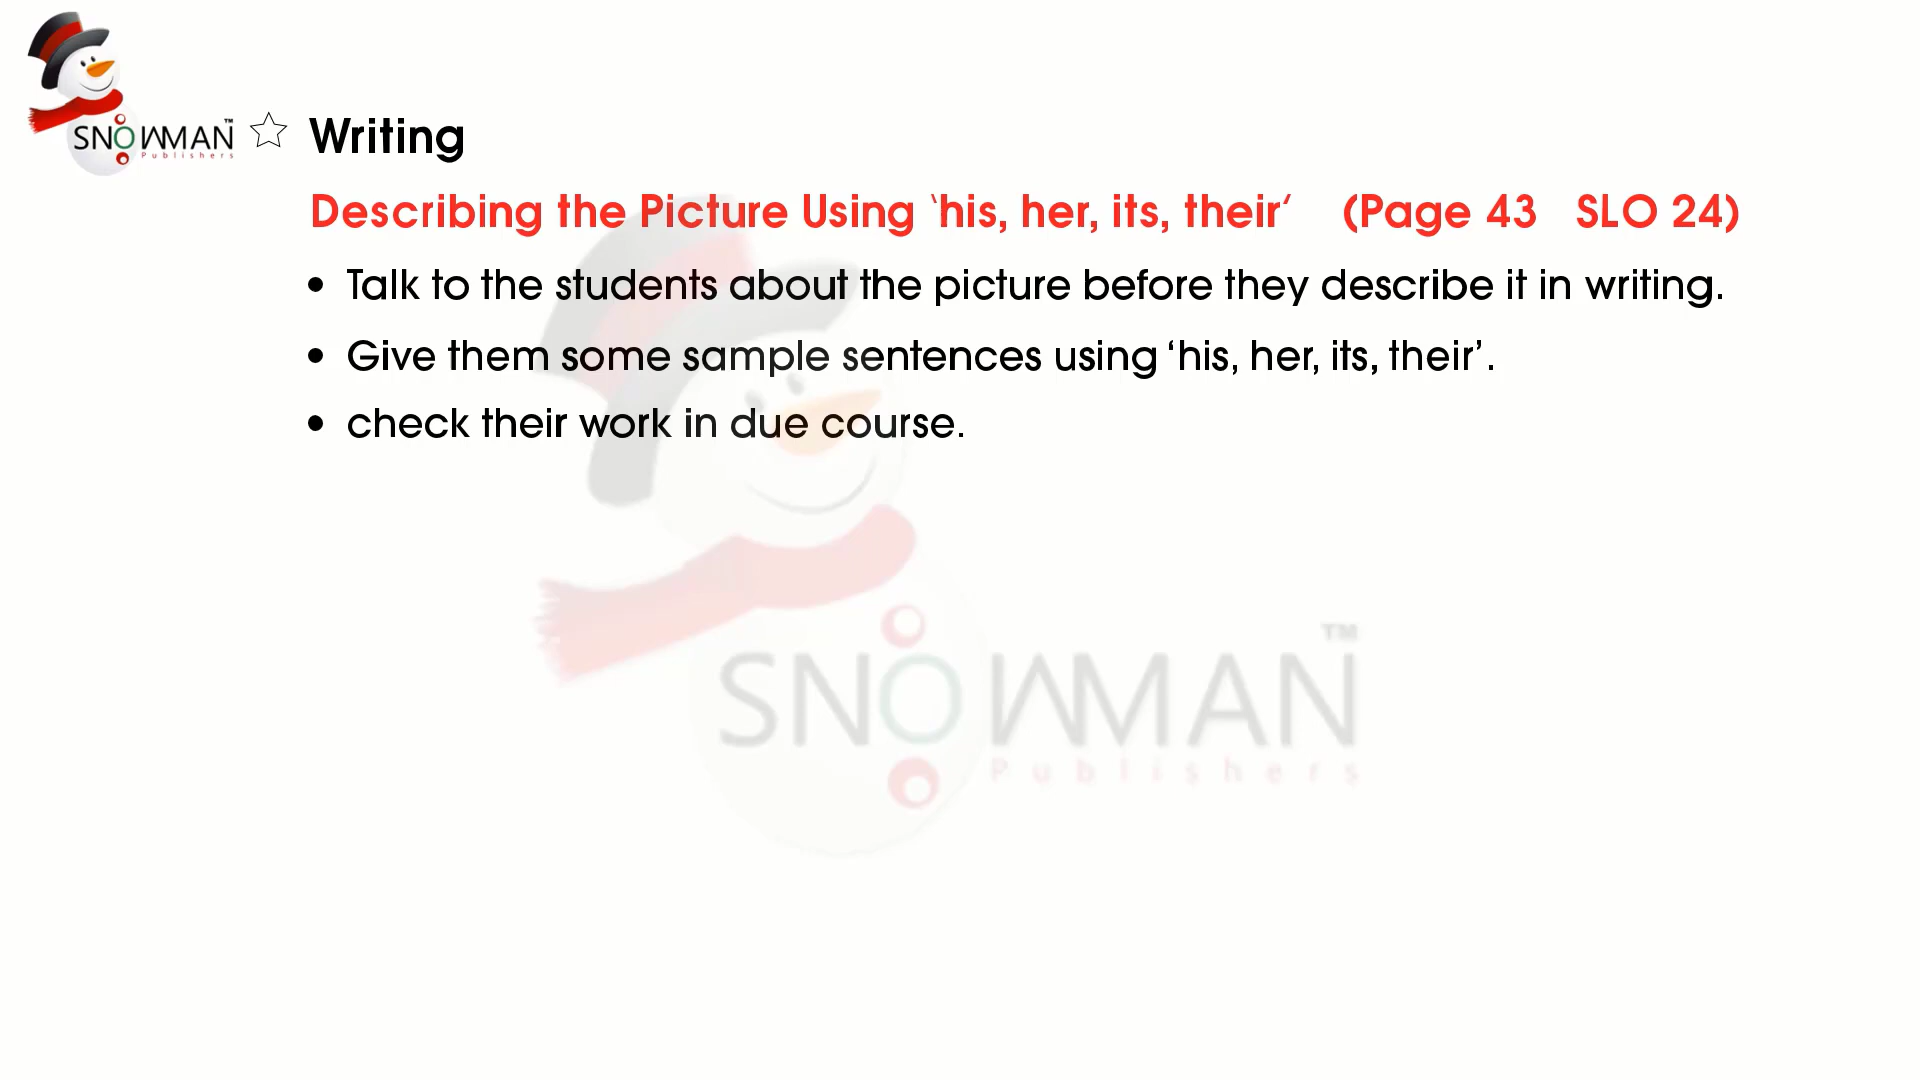 SNOWMAN™
Publishers
☆ Writing
Describing the Picture Using ‘his, her, its, their’ (Page 43 SLO 24)
• Talk to the students about the picture before they describe it in writing.
• Give them some sample sentences using ‘his, her, its, their’.
• check their work in due course.
SNOWMAN™
Publishers